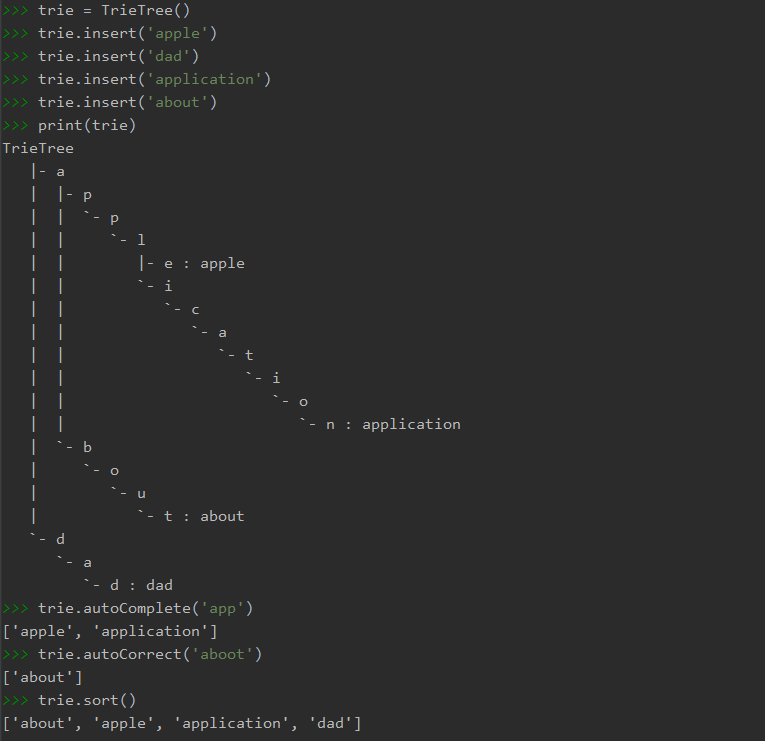 >>> trie = TrieTree()
>>> trie.insert('apple')
>>> trie.insert('dad')
>>> trie.insert('application')
>>> trie.insert('about')
>>> print(trie)
TrieTree
   |- a
   |  |- p
   |  |  `- p
   |  |     `- l
   |  |        |- e : apple
   |  |        `- i
   |  |           `- c
   |  |              `- a
   |  |                 `- t
   |  |                    `- i
   |  |                       `- o
   |  |                          `- n : application
   |  `- b
   |     `- o
   |        `- u
   |           `- t : about
   `- d
      `- a
         `- d : dad
>>> trie.autoComplete('app')
['apple', 'application']
>>> trie.autoCorrect('aboot')
['about']
>>> trie.sort()
['about', 'apple', 'application', 'dad']